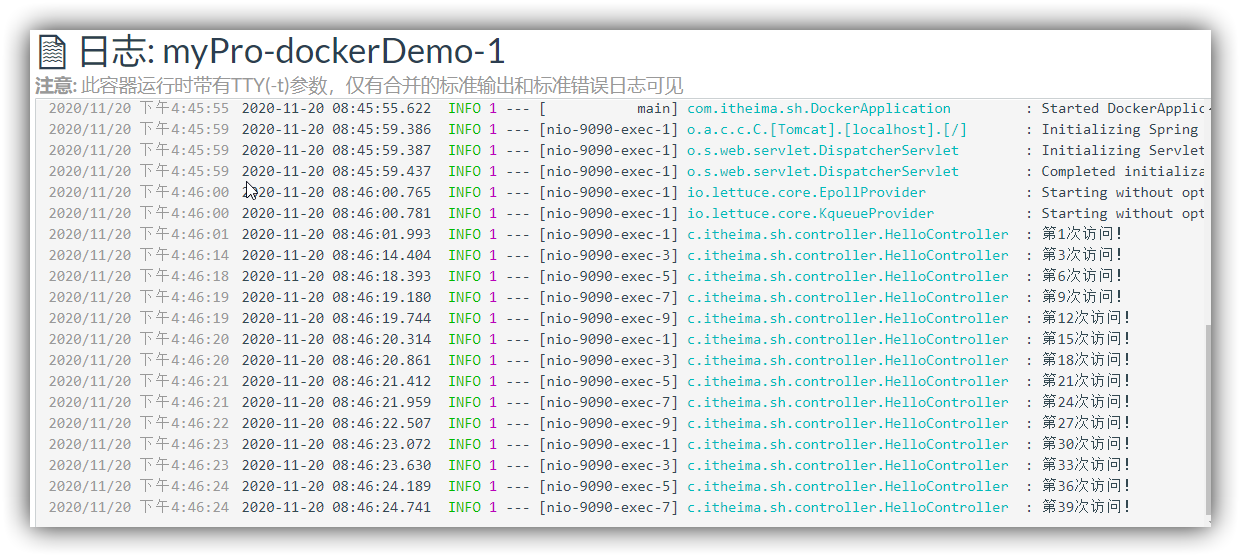 日志: myPro-dockerDemo-1
注意: 此容器运行时带有TTY(-t)参数，仅有合并的标准输出和标准错误日志可见
2020/11/20 下午4:45:55 2020-11-20 08:45:55.622 INFO 1 --- [ main] com.itheima.sh.DockerApplication : Started DockerApplic
2020/11/20 下午4:45:59 2020-11-20 08:45:59.386 INFO 1 --- [nio-9090-exec-1] o.a.c.c.C.[Tomcat].[localhost].[/] : Initializing Spring
2020/11/20 下午4:45:59 2020-11-20 08:45:59.387 INFO 1 --- [nio-9090-exec-1] o.s.web.servlet.DispatcherServlet : Initializing Servlet
2020/11/20 下午4:45:59 2020-11-20 08:45:59.437 INFO 1 --- [nio-9090-exec-1] o.s.web.servlet.DispatcherServlet : Completed initializa
2020/11/20 下午4:46:00 2020-11-20 08:46:00.765 INFO 1 --- [nio-9090-exec-1] io.lettuce.core.EpollProvider : Starting without opt
2020/11/20 下午4:46:00 2020-11-20 08:46:00.781 INFO 1 --- [nio-9090-exec-1] io.lettuce.core.KqueueProvider : Starting without opt
2020/11/20 下午4:46:01 2020-11-20 08:46:01.993 INFO 1 --- [nio-9090-exec-1] c.itheima.sh.controller.HelloController : 第1次访问!
2020/11/20 下午4:46:14 2020-11-20 08:46:14.404 INFO 1 --- [nio-9090-exec-3] c.itheima.sh.controller.HelloController : 第3次访问!
2020/11/20 下午4:46:18 2020-11-20 08:46:18.393 INFO 1 --- [nio-9090-exec-5] c.itheima.sh.controller.HelloController : 第6次访问!
2020/11/20 下午4:46:19 2020-11-20 08:46:19.180 INFO 1 --- [nio-9090-exec-7] c.itheima.sh.controller.HelloController : 第9次访问!
2020/11/20 下午4:46:19 2020-11-20 08:46:19.744 INFO 1 --- [nio-9090-exec-9] c.itheima.sh.controller.HelloController : 第12次访问!
2020/11/20 下午4:46:20 2020-11-20 08:46:20.314 INFO 1 --- [nio-9090-exec-1] c.itheima.sh.controller.HelloController : 第15次访问!
2020/11/20 下午4:46:20 2020-11-20 08:46:20.861 INFO 1 --- [nio-9090-exec-3] c.itheima.sh.controller.HelloController : 第18次访问!
2020/11/20 下午4:46:21 2020-11-20 08:46:21.412 INFO 1 --- [nio-9090-exec-5] c.itheima.sh.controller.HelloController : 第21次访问!
2020/11/20 下午4:46:21 2020-11-20 08:46:21.959 INFO 1 --- [nio-9090-exec-7] c.itheima.sh.controller.HelloController : 第24次访问!
2020/11/20 下午4:46:22 2020-11-20 08:46:22.507 INFO 1 --- [nio-9090-exec-9] c.itheima.sh.controller.HelloController : 第27次访问!
2020/11/20 下午4:46:23 2020-11-20 08:46:23.072 INFO 1 --- [nio-9090-exec-1] c.itheima.sh.controller.HelloController : 第30次访问!
2020/11/20 下午4:46:23 2020-11-20 08:46:23.630 INFO 1 --- [nio-9090-exec-3] c.itheima.sh.controller.HelloController : 第33次访问!
2020/11/20 下午4:46:24 2020-11-20 08:46:24.189 INFO 1 --- [nio-9090-exec-5] c.itheima.sh.controller.HelloController : 第36次访问!
2020/11/20 下午4:46:24 2020-11-20 08:46:24.741 INFO 1 --- [nio-9090-exec-7] c.itheima.sh.controller.HelloController : 第39次访问!